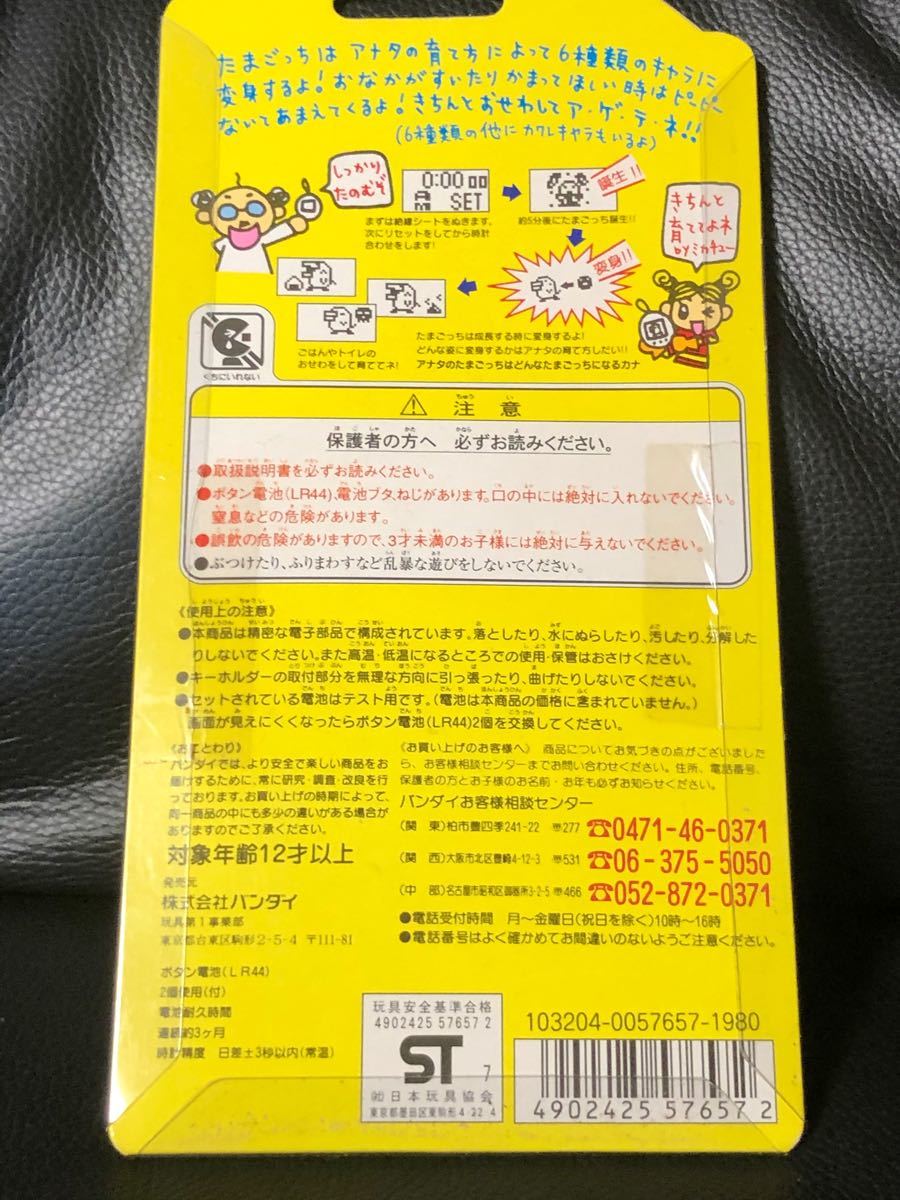 たまごっちは アナタの育て方によって6種類のキャラに
変身するよ!おなかがすいたり かまってほしい時はピーピー
ないてあまえてくるよ!きちんとおせわしてア・ゲ・テ・ネ!!
(6種類の他にカクレキャラもいるよ)
しっかり
たのむぞ
0:00
SET
まずは絶縁シートをぬきます。
次にリセットをしてから時計
合わせをします!
誕生!!
約5分後にたまごっち誕生!!
きちんと
育ててよネ
byミカチュー
変身!!
ごはんやトイレの
おせわをして育ててネ!
たまごっちは成長する時に変身するよ!
どんな姿に変身するかはアナタの育て方しだい!!
アナタのたまごっちはどんなたまごっちになるカナ
くちにいれない
⚠ 注意
保護者の方へ 必ずお読みください。
●取扱説明書を必ずお読みください。
●ボタン電池(LR44)、電池ブタ、ねじがあります。口の中には絶対に入れないでください。
窒息などの危険があります。
●誤飲の危険がありますので、3才未満のお子様には絶対に与えないでください。
●ぶつけたり、ふりまわすなど乱暴な遊びをしないでください。
《使用上の注意》
●本商品は精密な電子部品で構成されています。落としたり、水にぬらしたり、汚したり、分解した
りしないでください。また高温・低温になるところでの使用・保管はおさけください。
●キーホルダーの取付部分を無理な方向に引っ張ったり、曲げたりしないでください。
●セットされている電池はテスト用です。(電池は本商品の価格に含まれていません。)
画面が見えにくくなったらボタン電池(LR44)2個を交換してください。
《おことわり》
バンダイでは、より安全で楽しい商品をお
届けするために、常に研究・調査・改良を行
っております。お買い上げの時期によって、
同一商品の中にも多少の違いがある場合が
ありますのでご了承ください。
対象年齢12才以上
発売元
株式会社バンダイ
玩具第1事業部
東京都台東区駒形2-5-4 〒111-81
ボタン電池(LR44)
2個使用(付)
電池耐久時間
連続約3ヶ月
時計精度 日差±3秒以内(常温)
《お買い上げのお客様へ》 商品についてお気づきの点がございました
ら、お客様相談センターまでお問い合わせください。住所、電話番号、
保護者の方とお子様のお名前・お年も必ずお知らせください。
バンダイお客様相談センター
(関 東)柏市豊四季241-22 〒277 ☎0471-46-0371
(関 西)大阪市北区豊崎4-12-3 〒531 ☎06-375-5050
(中 部)名古屋市昭和区御器所3-2-5 〒466 ☎052-872-0371
●電話受付時間 月~金曜日(祝日を除く)10時~16時
●電話番号はよく確かめてお間違いのないようご注意ください。
玩具安全基準合格
4902425 57657 2
ST 7
㈳日本玩具協会
東京都墨田区東駒形4-22-4
103204-0057657-1980
4902425 576572